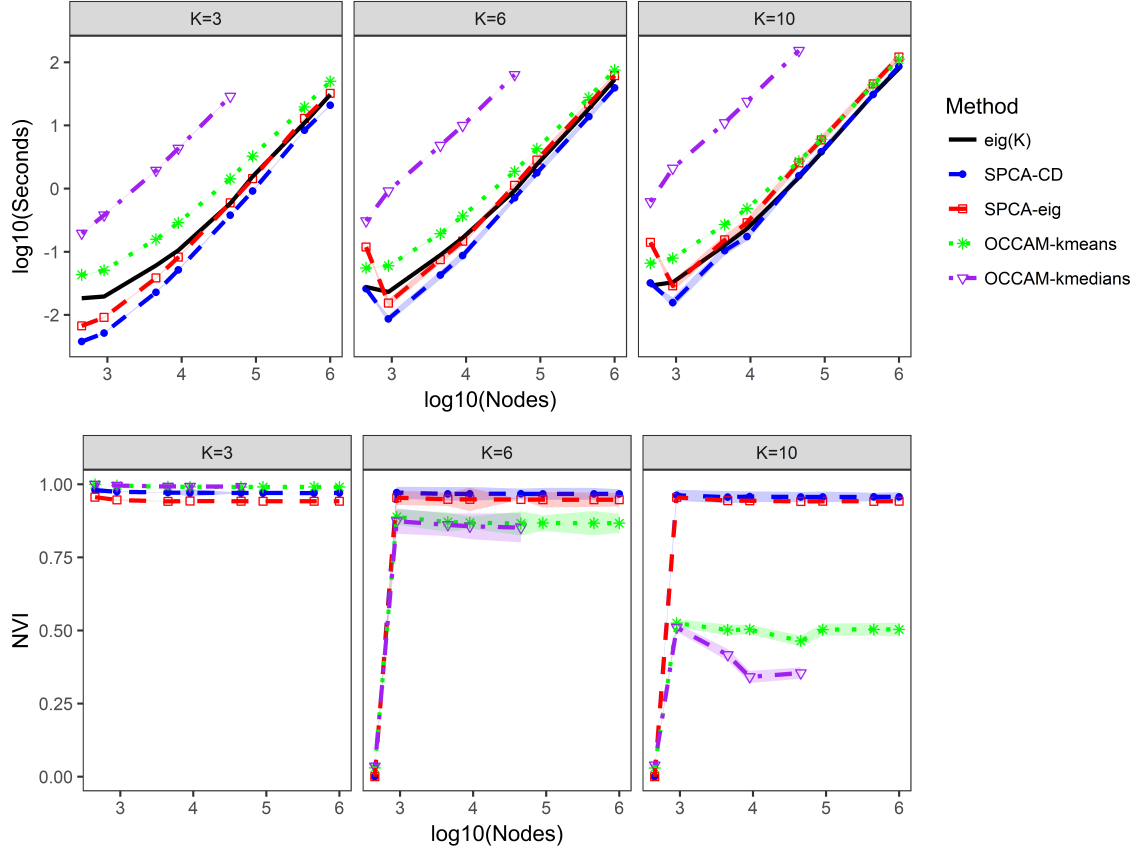 K=3 K=6 K=10
log10(Seconds)
2
1
0
-1
-2
3 4 5 6 3 4 5 6 3 4 5 6
log10(Nodes)
Method
eig(K)
SPCA-CD
SPCA-eig
OCCAM-kmeans
OCCAM-kmedians
K=3 K=6 K=10
NVI
1.00
0.75
0.50
0.25
0.00
3 4 5 6 3 4 5 6 3 4 5 6
log10(Nodes)